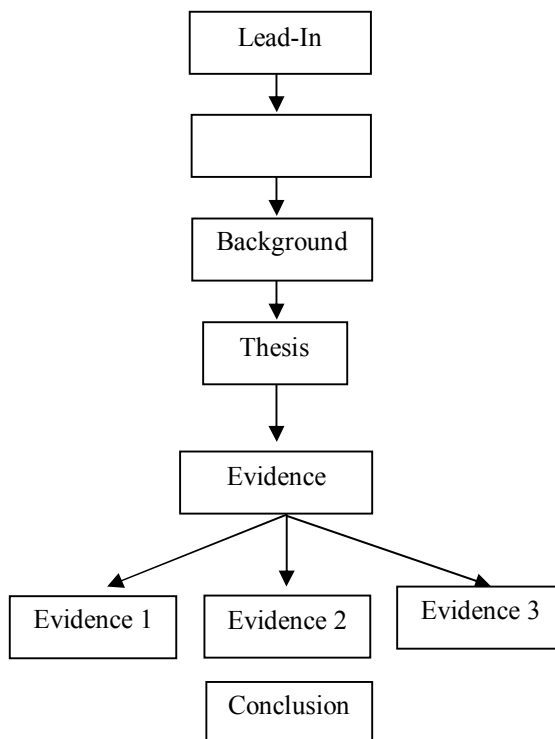 Lead-In
Background
Thesis
Evidence
Evidence 1
Evidence 2
Evidence 3
Conclusion